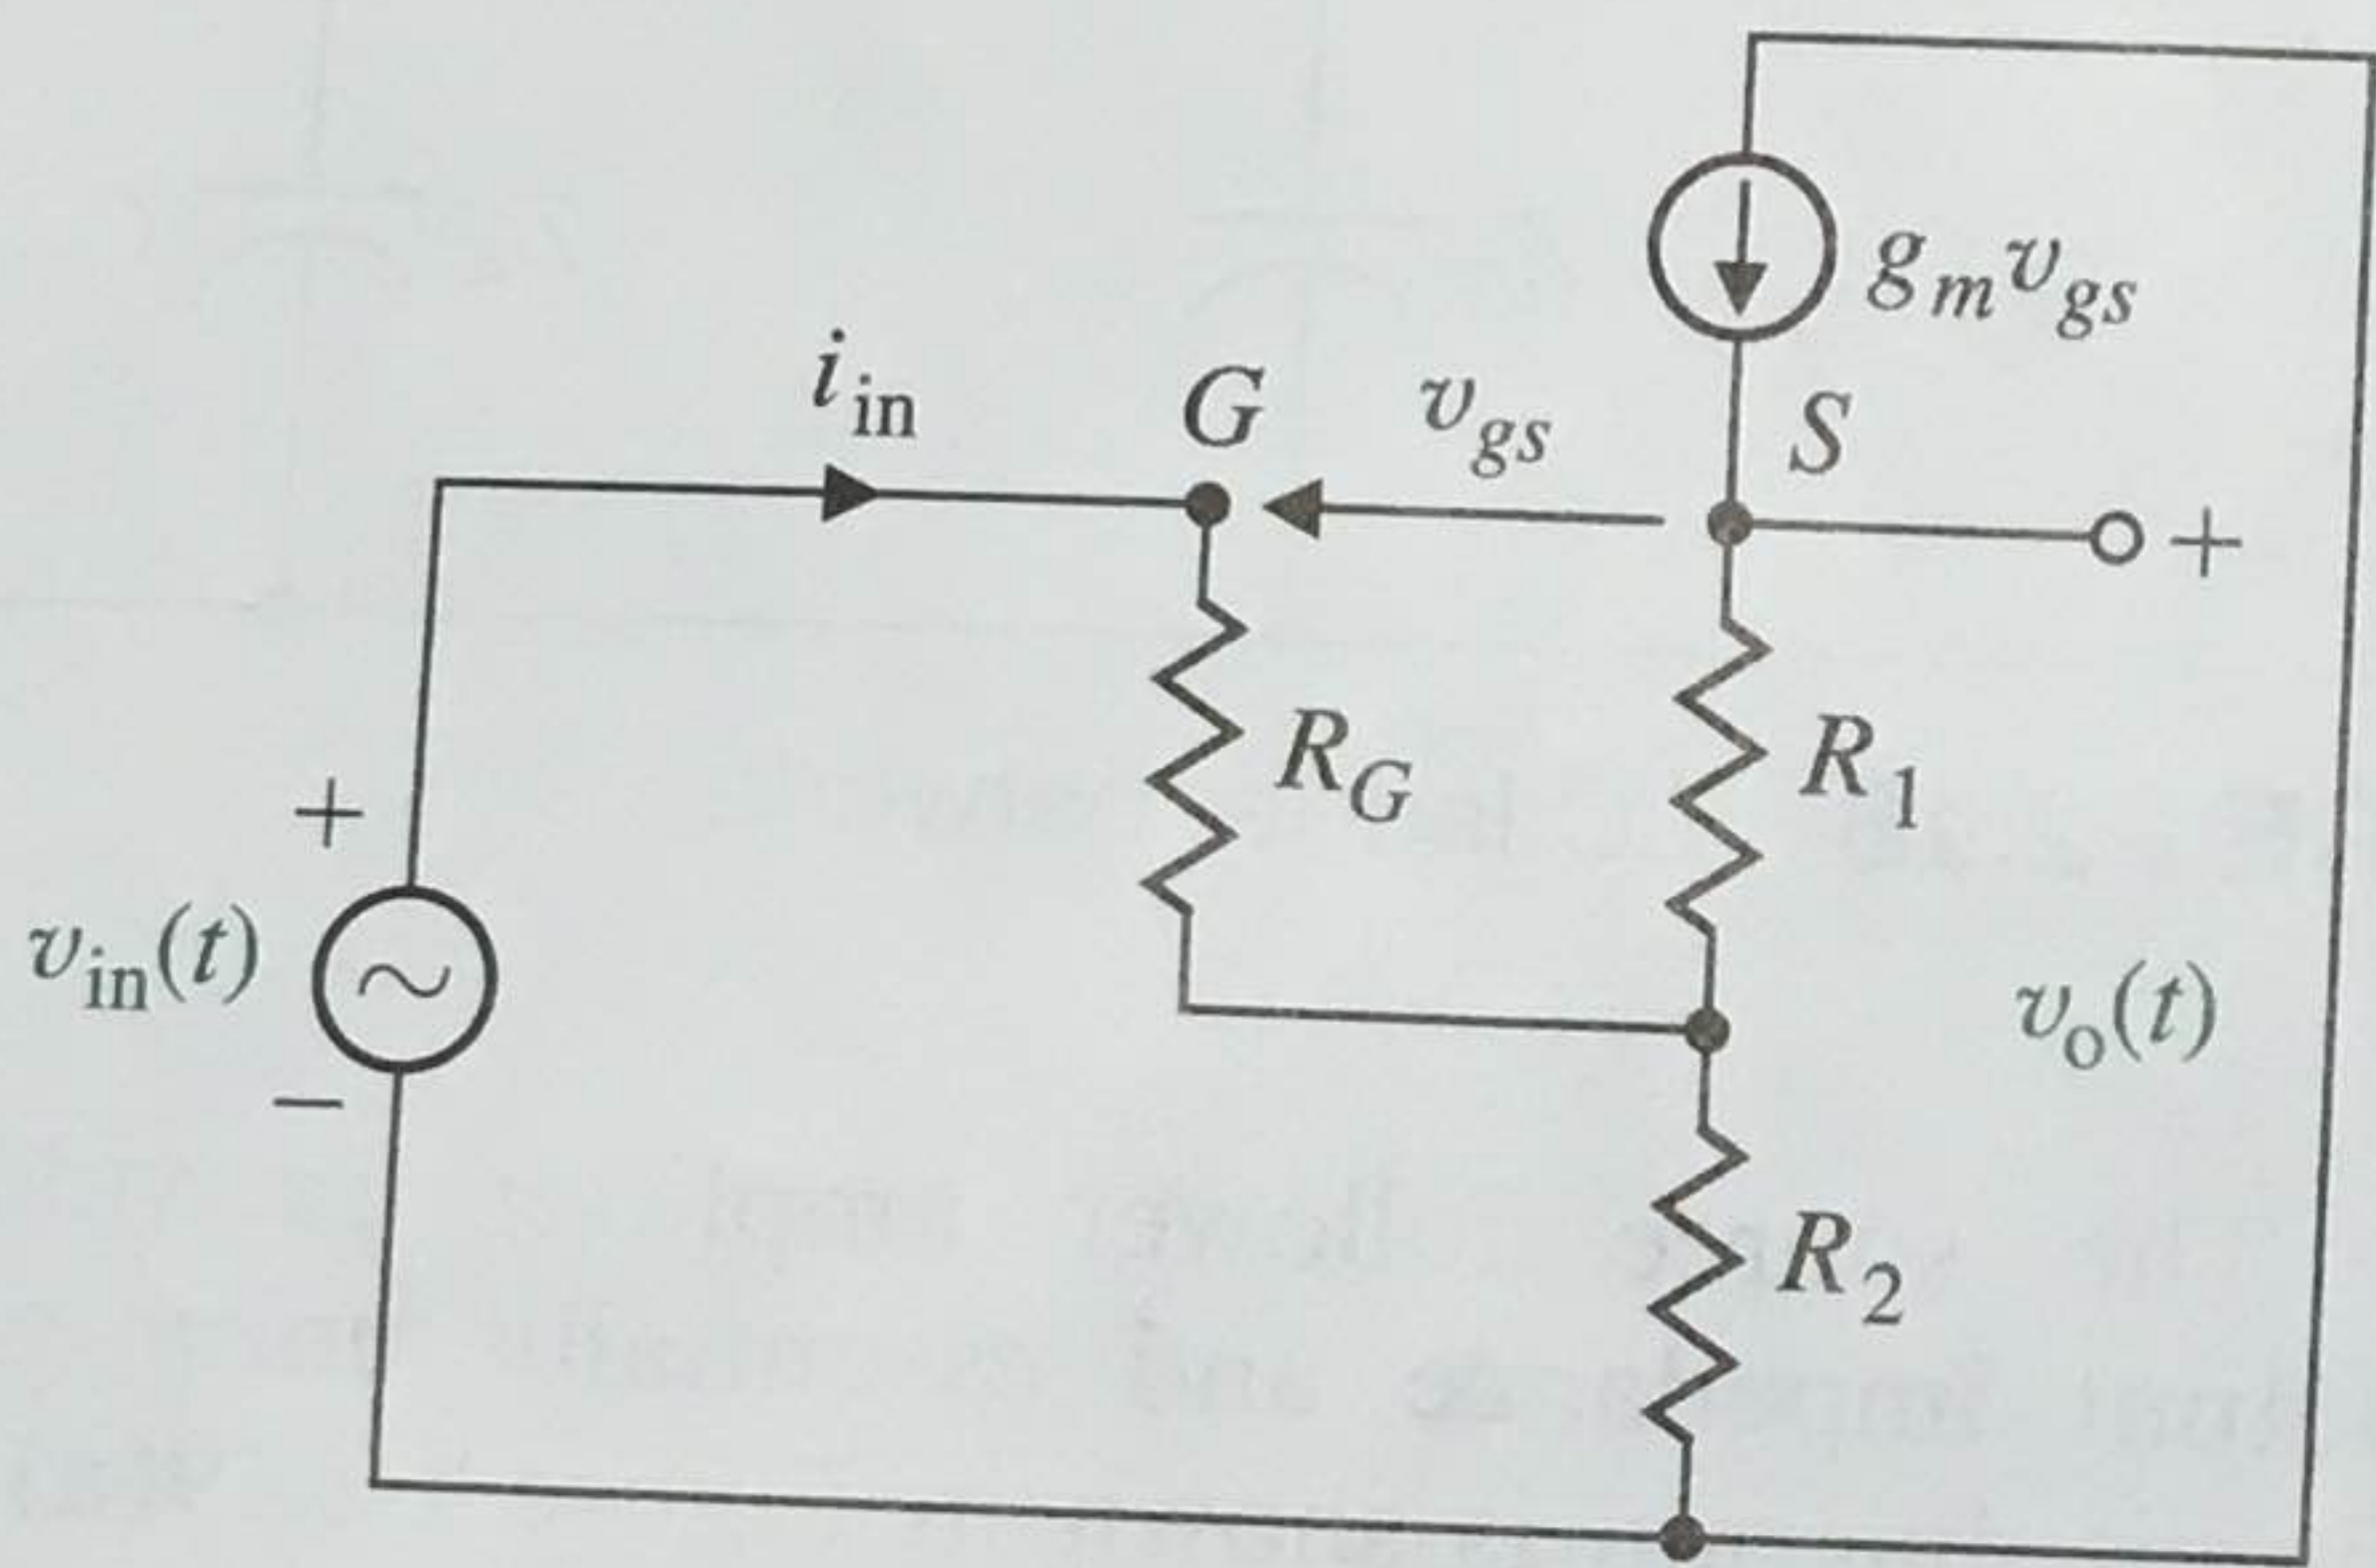 g_m v_gs
i_in
G
v_gs
S
+
R_G
R_1
+
v_in(t)
v_o(t)
−
R_2